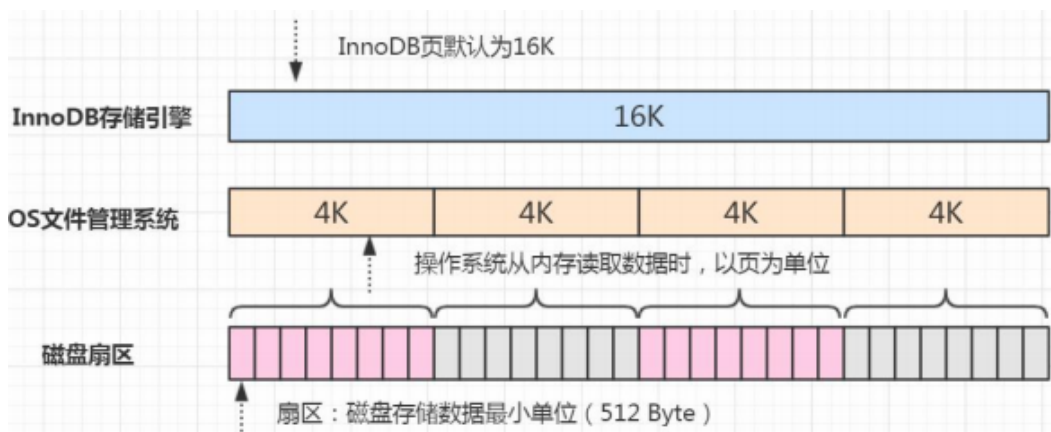 InnoDB页默认为16K
InnoDB存储引擎
16K
OS文件管理系统
4K 4K 4K 4K
操作系统从内存读取数据时，以页为单位
磁盘扇区
扇区：磁盘存储数据最小单位（512 Byte）